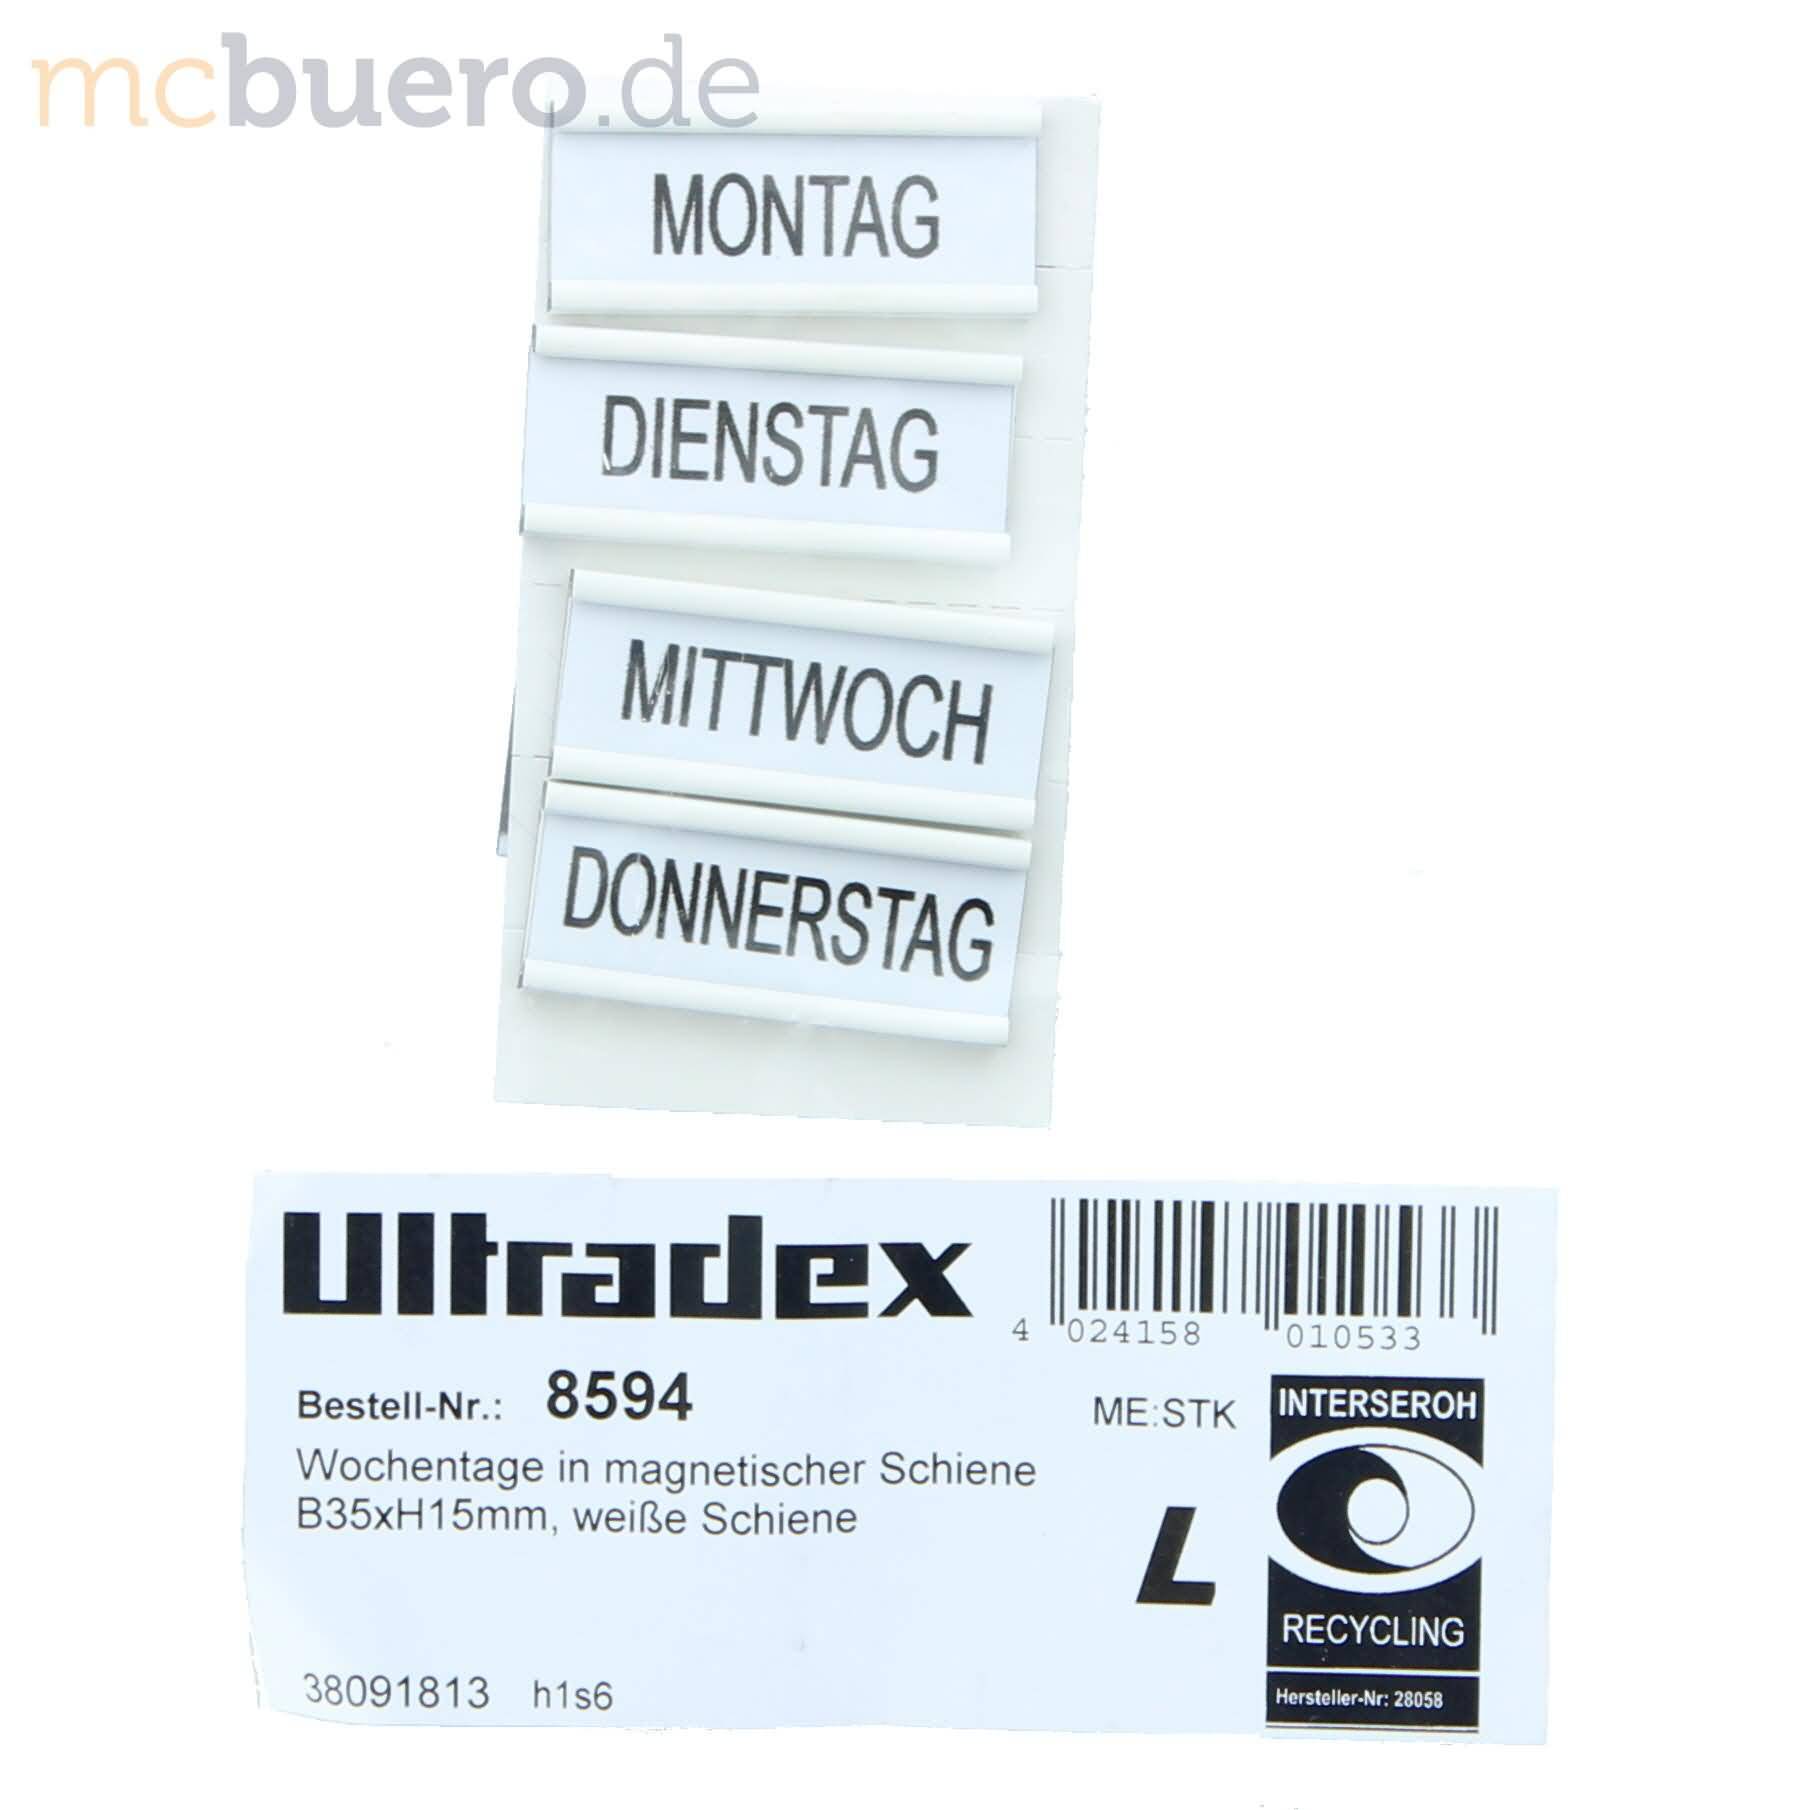 mcbuero.de
MONTAG
DIENSTAG
MITTWOCH
DONNERSTAG
Ultradex
4 024158 010533
Bestell-Nr.: 8594
ME:STK
INTERSEROH
Wochentage in magnetischer Schiene
B35xH15mm, weiße Schiene
L
RECYCLING
38091813 h1s6
Hersteller-Nr: 28058